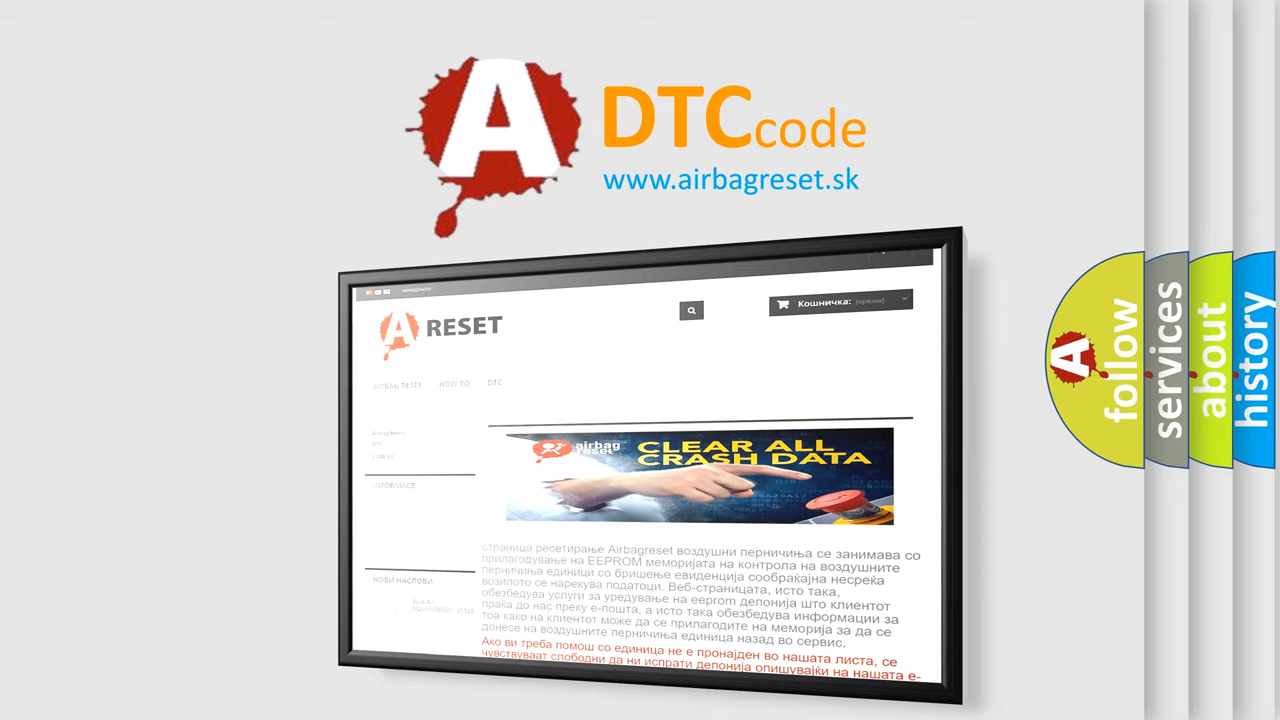 A
DTC code
www.airbagreset.sk
A RESET
Кошничка: (празна)
AIRBAG RESET HOW TO DTC
airbag reset
CLEAR ALL
CRASH DATA
INFORMACE
НОВИ НАСЛОВИ
страница ресетирање Airbagreset воздушни перничиња се занимава со
прилагодување на EEPROM меморијата на контрола на воздушните
перничиња единици со бришење евиденција сообраќајна несреќа
возилото се нарекува податоци. Веб-страницата, исто така,
обезбедува услуги за уредување на eeprom депонија што клиентот
праќа до нас преку е-пошта, а исто така обезбедува информации за
тоа како на клиентот може да се прилагодите на меморија за да се
донесе на воздушните перничиња единица назад во сервис.
Ако ви треба помош со единица не е пронајден во нашата листа, се
чувствуваат слободни да ни испрати депонија опишувајќи на нашата е-
A
follow
services
about
history